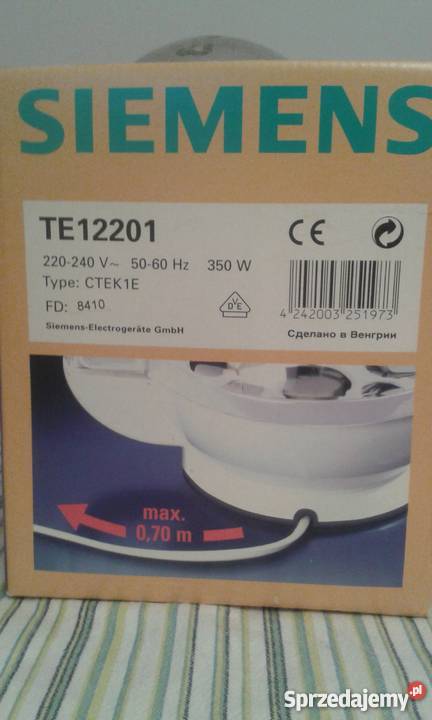 SIEMENS
TE12201
220-240 V~ 50-60 Hz 350 W
Type: CTEK1E
FD: 8410
Siemens-Electrogeräte GmbH
CE
VDE
4 242003 251973
Сделано в Венгрии
max.
0,70 m
Sprzedajemy.pl